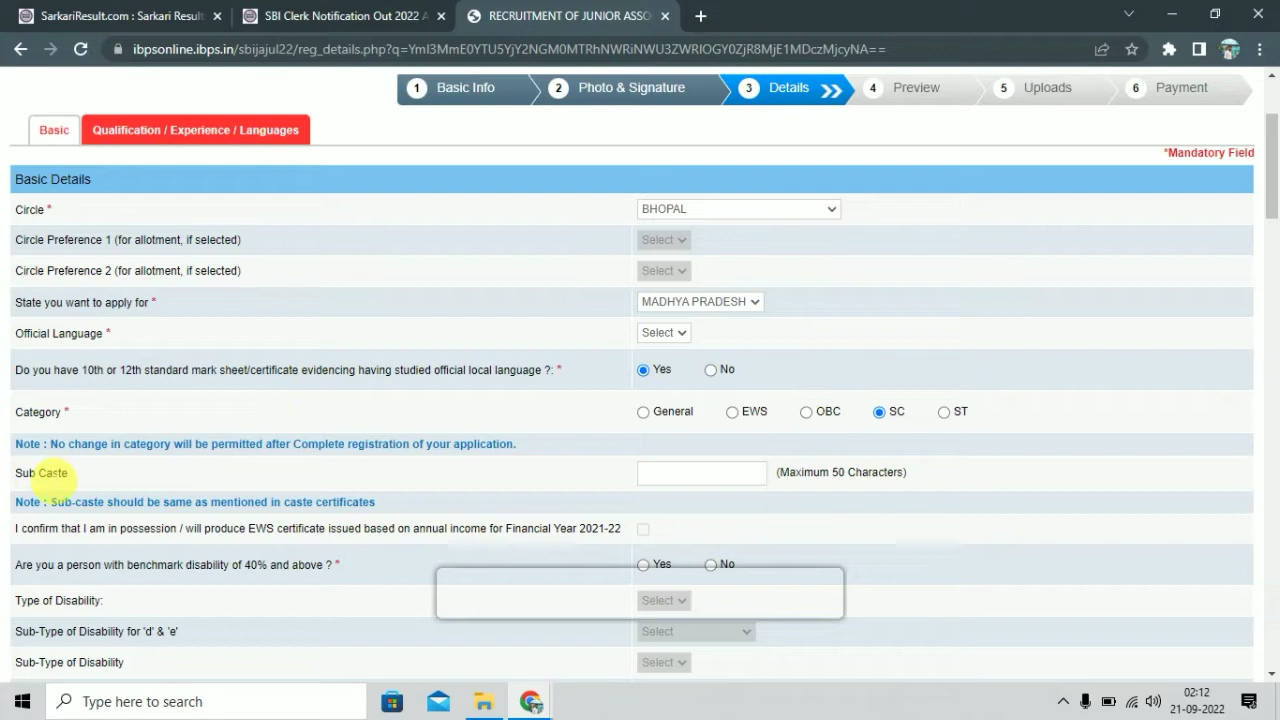 SarkariResult.com : Sarkari Result
SBI Clerk Notification Out 2022 A
RECRUITMENT OF JUNIOR ASSO
ibpsonline.ibps.in/sbijajul22/reg_details.php?q=YmI3MmE0YTU5YjY2NGM0MTRhNWRiNWU3ZWRlOGY0ZjR8MjE1MDczMjcyNA==
1 Basic Info
2 Photo & Signature
3 Details
4 Preview
5 Uploads
6 Payment
Basic
Qualification / Experience / Languages
*Mandatory Field
Basic Details
Circle * BHOPAL
Circle Preference 1 (for allotment, if selected) Select
Circle Preference 2 (for allotment, if selected) Select
State you want to apply for * MADHYA PRADESH
Official Language * Select
Do you have 10th or 12th standard mark sheet/certificate evidencing having studied official local language ?: * Yes No
Category * General EWS OBC SC ST
Note : No change in category will be permitted after Complete registration of your application.
Sub Caste (Maximum 50 Characters)
Note : Sub-caste should be same as mentioned in caste certificates
I confirm that I am in possession / will produce EWS certificate issued based on annual income for Financial Year 2021-22
Are you a person with benchmark disability of 40% and above ? * Yes No
Type of Disability: Select
Sub-Type of Disability for 'd' & 'e' Select
Sub-Type of Disability Select
Type here to search
02:12
21-09-2022